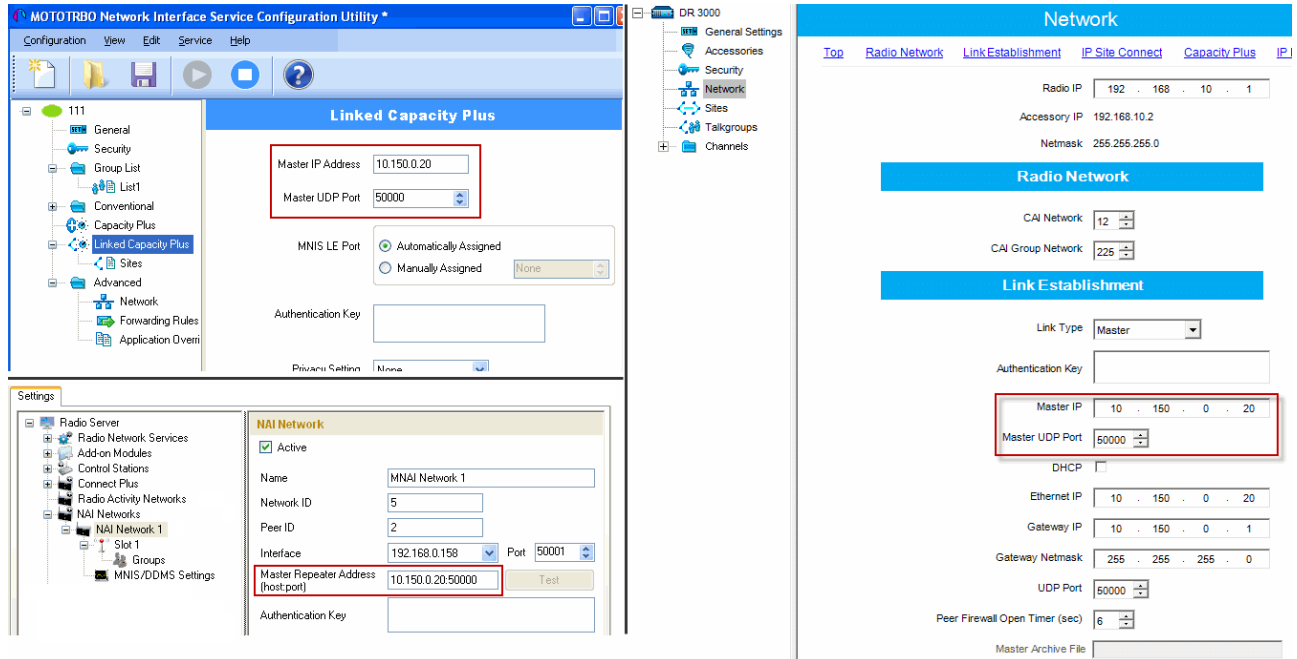 MOTOTRBO Network Interface Service Configuration Utility *
Configuration View Edit Service Help
111
General
Security
Group List
List1
Conventional
Capacity Plus
Linked Capacity Plus
Sites
Advanced
Network
Forwarding Rules
Application Overri
Linked Capacity Plus
Master IP Address 10.150.0.20
Master UDP Port 50000
MNIS LE Port Automatically Assigned
Manually Assigned None
Authentication Key
Privacy Setting None
Settings
Radio Server
Radio Network Services
Add-on Modules
Control Stations
Connect Plus
Radio Activity Networks
NAI Networks
NAI Network 1
Slot 1
Groups
MNIS/DDMS Settings
NAI Network
Active
Name MNAI Network 1
Network ID 5
Peer ID 2
Interface 192.168.0.158 Port 50001
Master Repeater Address
(host:port) 10.150.0.20:50000 Test
Authentication Key
DR 3000
General Settings
Accessories
Security
Network
Sites
Talkgroups
Channels
Network
Top Radio Network Link Establishment IP Site Connect Capacity Plus IP
Radio IP 192 . 168 . 10 . 1
Accessory IP 192.168.10.2
Netmask 255.255.255.0
Radio Network
CAI Network 12
CAI Group Network 225
Link Establishment
Link Type Master
Authentication Key
Master IP 10 . 150 . 0 . 20
Master UDP Port 50000
DHCP
Ethernet IP 10 . 150 . 0 . 20
Gateway IP 10 . 150 . 0 . 1
Gateway Netmask 255 . 255 . 255 . 0
UDP Port 50000
Peer Firewall Open Timer (sec) 6
Master Archive File